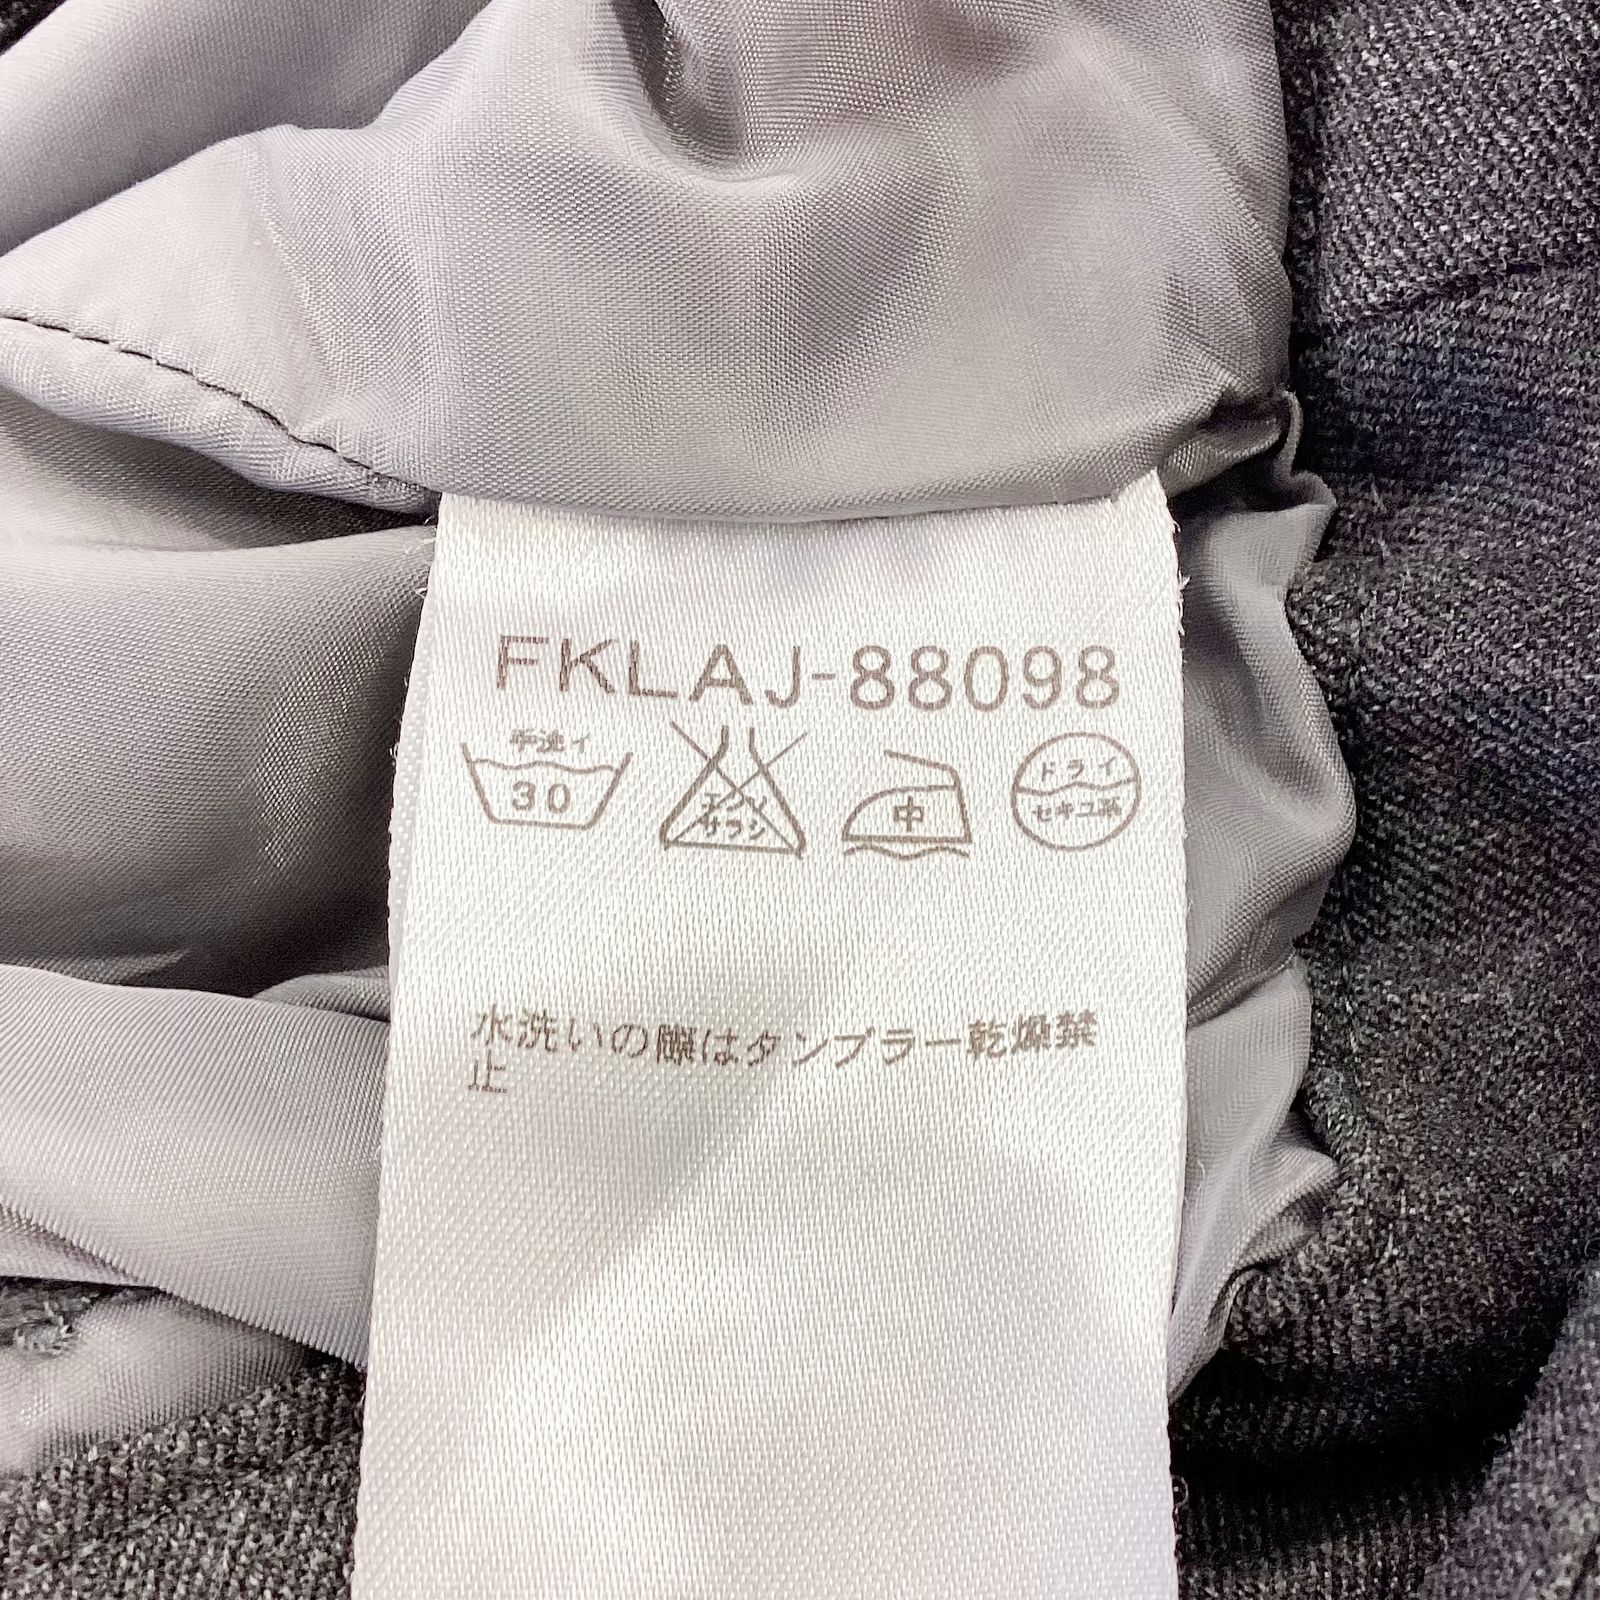 FKLAJ-88098
手洗イ
30
エンソ
サラシ
中
ドライ
セキユ系
水洗いの際はタンブラー乾燥禁
止